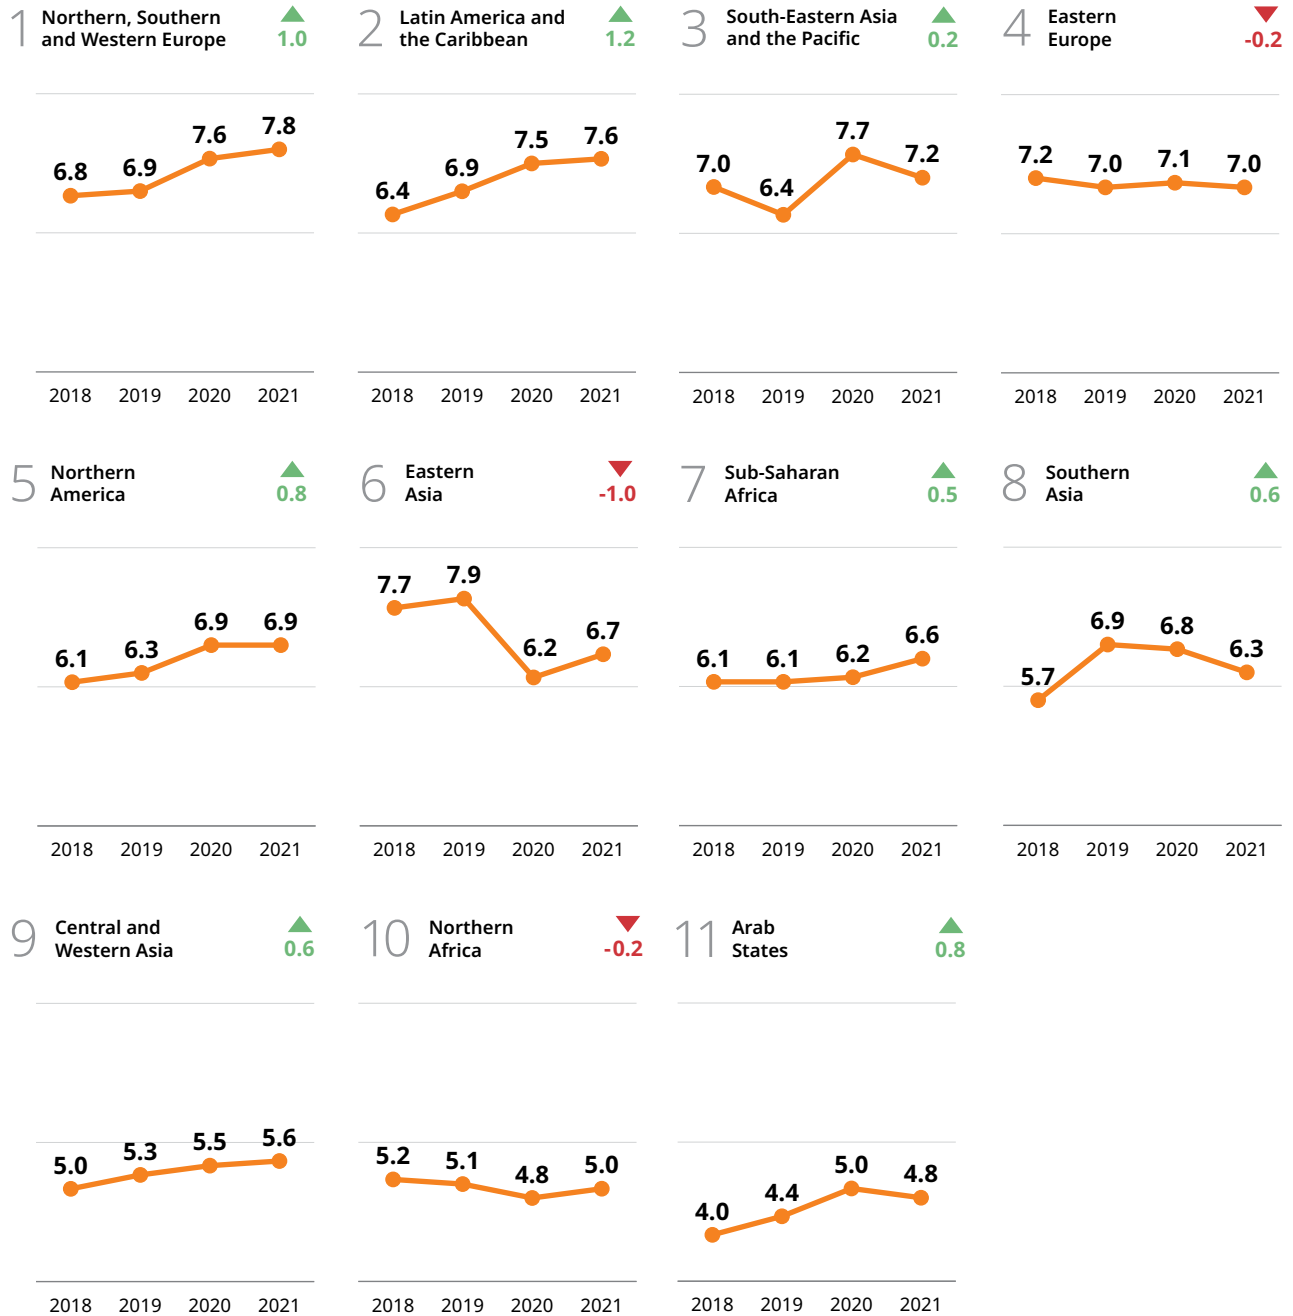 1
Northern, Southern
and Western Europe
1.0
6.8
6.9
7.6
7.8
2018 2019 2020 2021
2
Latin America and
the Caribbean
1.2
6.4
6.9
7.5
7.6
2018 2019 2020 2021
3
South-Eastern Asia
and the Pacific
0.2
7.0
6.4
7.7
7.2
2018 2019 2020 2021
4
Eastern
Europe
-0.2
7.2
7.0
7.1
7.0
2018 2019 2020 2021
5
Northern
America
0.8
6.1
6.3
6.9
6.9
2018 2019 2020 2021
6
Eastern
Asia
-1.0
7.7
7.9
6.2
6.7
2018 2019 2020 2021
7
Sub-Saharan
Africa
0.5
6.1
6.1
6.2
6.6
2018 2019 2020 2021
8
Southern
Asia
0.6
5.7
6.9
6.8
6.3
2018 2019 2020 2021
9
Central and
Western Asia
0.6
5.0
5.3
5.5
5.6
2018 2019 2020 2021
10
Northern
Africa
-0.2
5.2
5.1
4.8
5.0
2018 2019 2020 2021
11
Arab
States
0.8
4.0
4.4
5.0
4.8
2018 2019 2020 2021